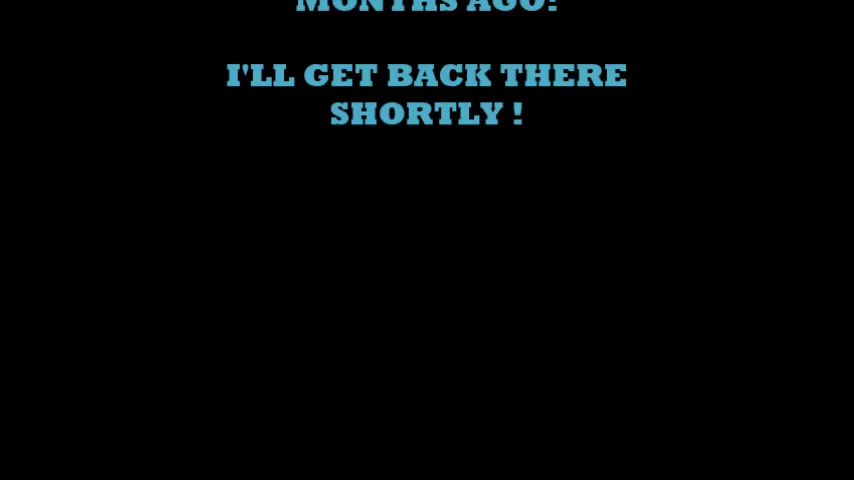 MONTHS AGO!
I'LL GET BACK THERE
SHORTLY !